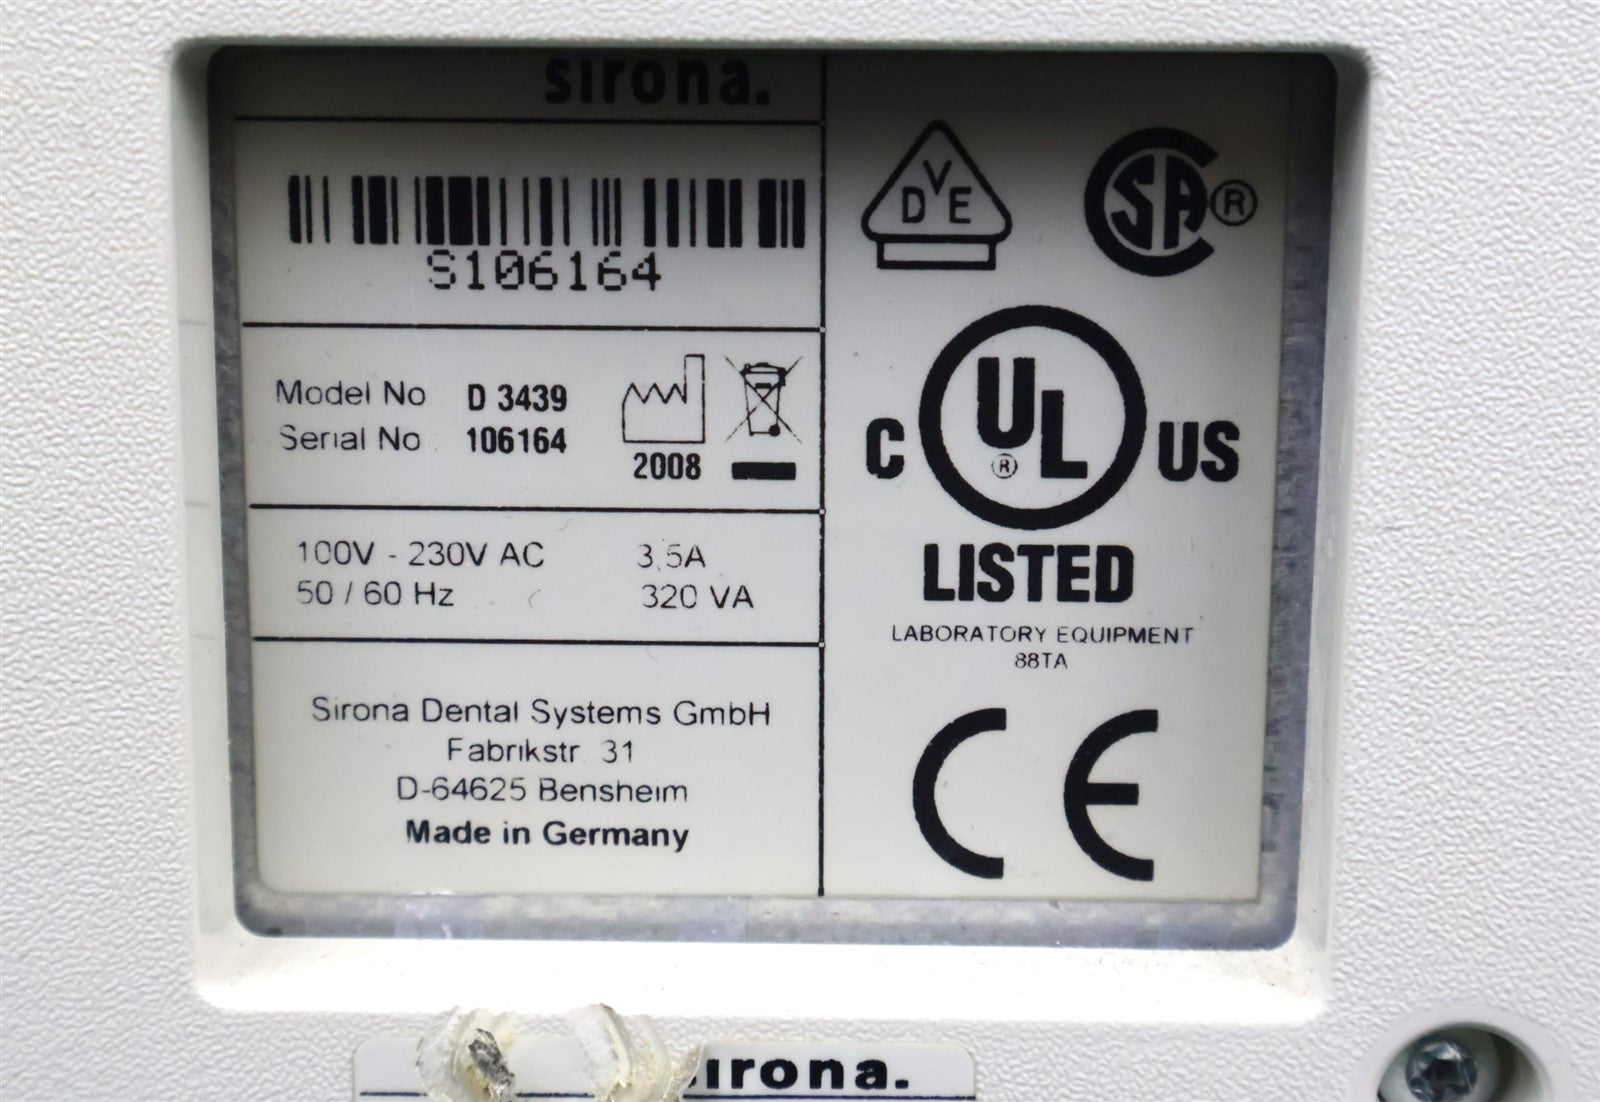 sirona.
S106164
Model No D 3439
Serial No 106164
2008
100V - 230V AC 3.5A
50 / 60 Hz 320 VA
Sirona Dental Systems GmbH
Fabrikstr. 31
D-64625 Bensheim
Made in Germany
DVE
CSA ®
C UL ® US
LISTED
LABORATORY EQUIPMENT
88TA
CE
sirona.